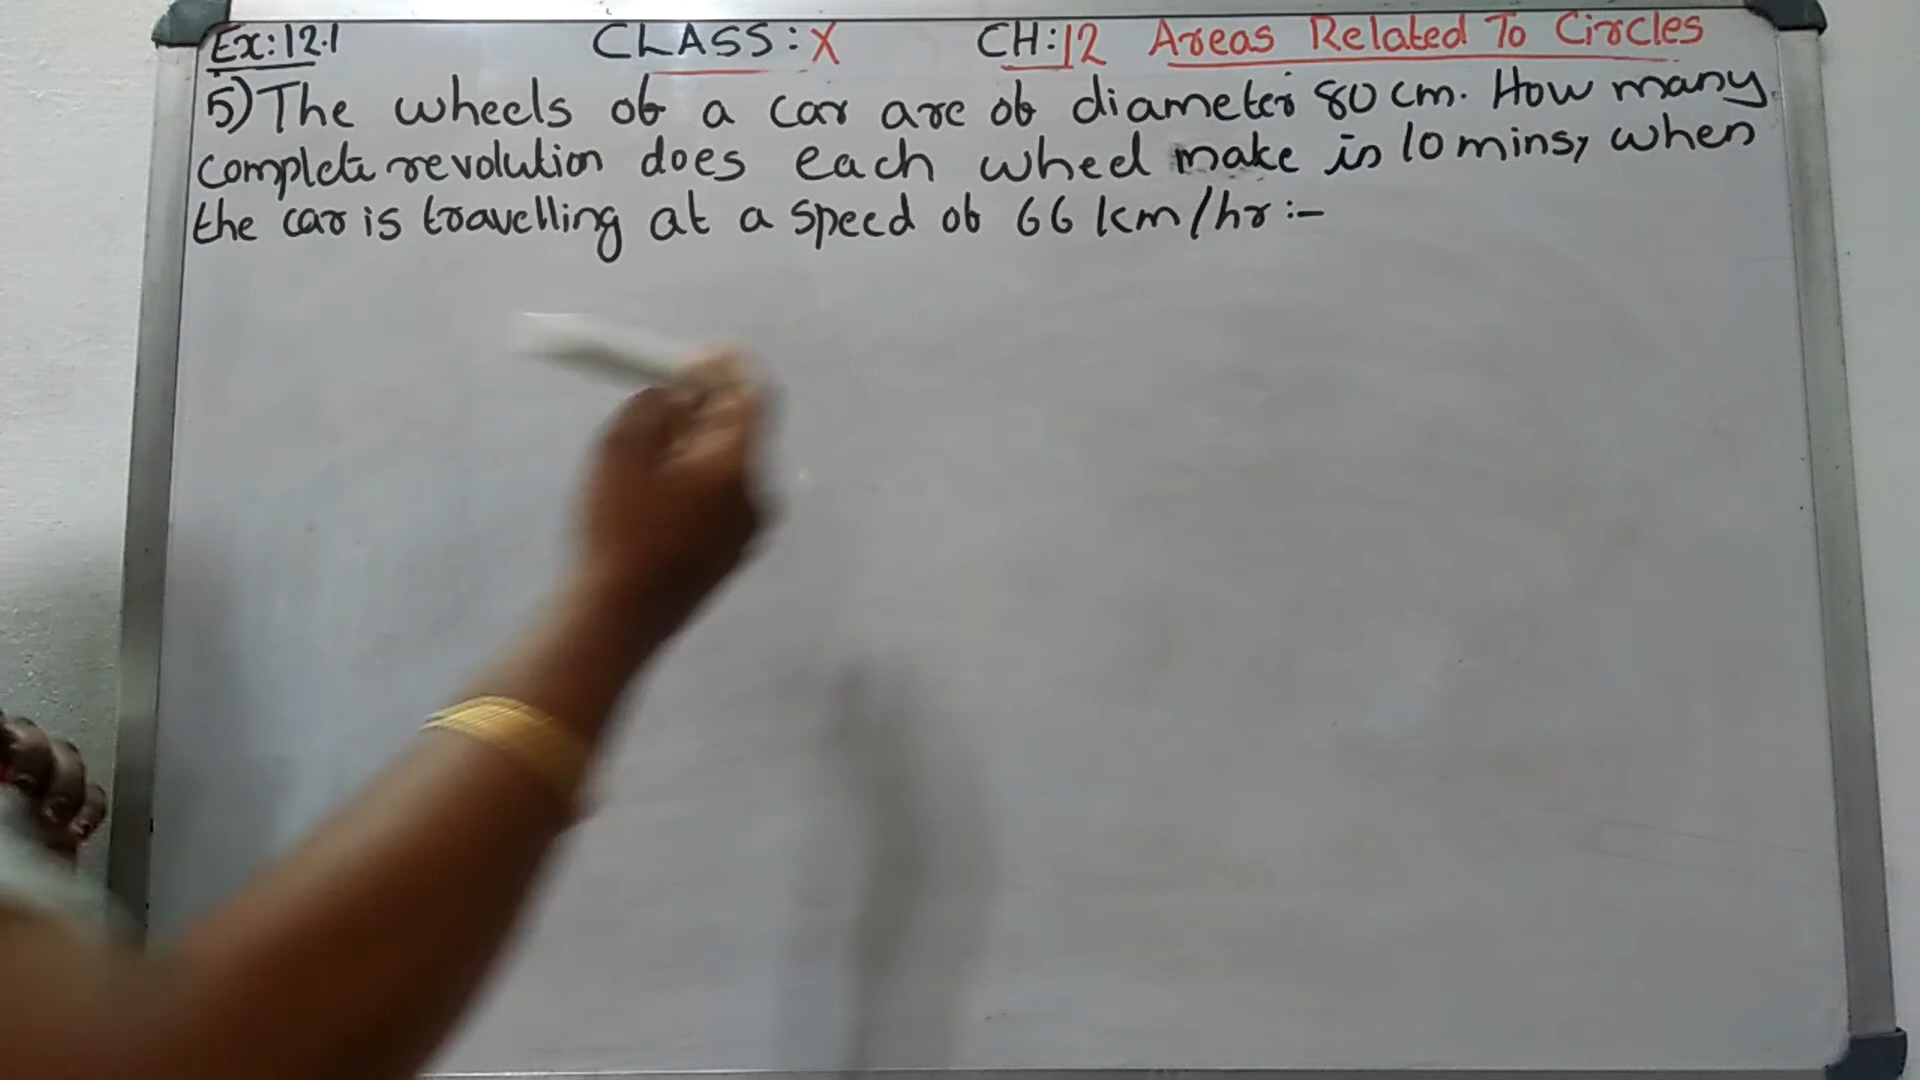 Ex:12.1 CLASS:X CH:12 Areas Related To Circles
5) The wheels of a car are of diameter 80 cm. How many
complete revolution does each wheel make in 10 mins, when
the car is travelling at a speed of 66 km/hr :-